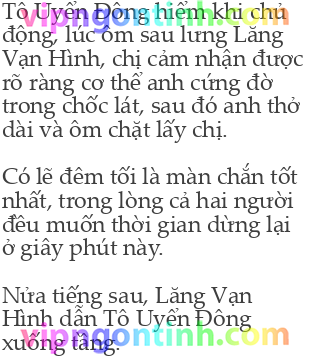 Tô Uyển Đông hiếm khi chủ
động, lúc ôm sau lưng Lăng
Vạn Hình, chị cảm nhận được
rõ ràng cơ thể anh cứng đờ
trong chốc lát, sau đó anh thở
dài và ôm chặt lấy chị.
Có lẽ đêm tối là màn chắn tốt
nhất, trong lòng cả hai người
đều muốn thời gian dừng lại
ở giây phút này.
Nửa tiếng sau, Lăng Vạn
Hình dẫn Tô Uyển Đông
xuống tầng.
vipngontinh.com
vipngontinh.com